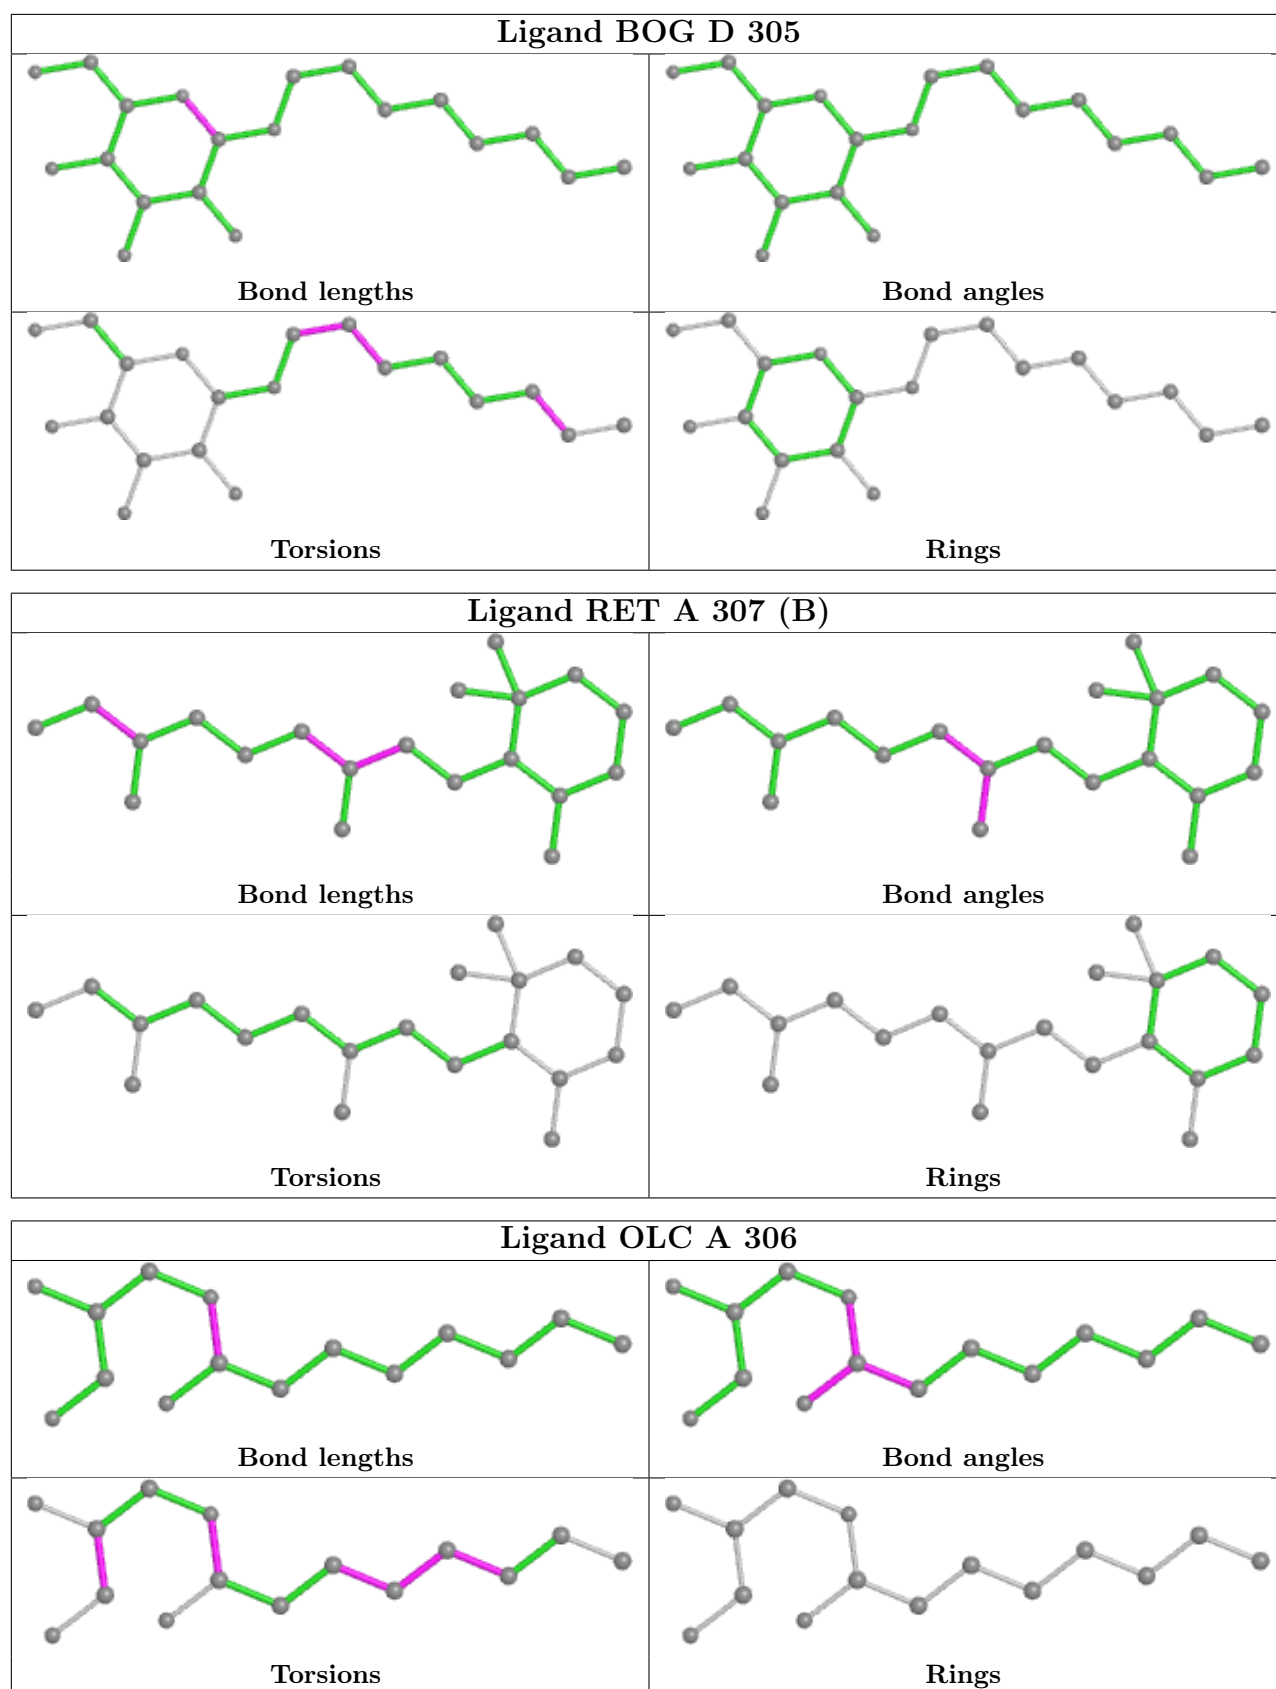 Ligand BOG D 305
Bond lengths
Bond angles
Torsions
Rings
Ligand RET A 307 (B)
Bond lengths
Bond angles
Torsions
Rings
Ligand OLC A 306
Bond lengths
Bond angles
Torsions
Rings